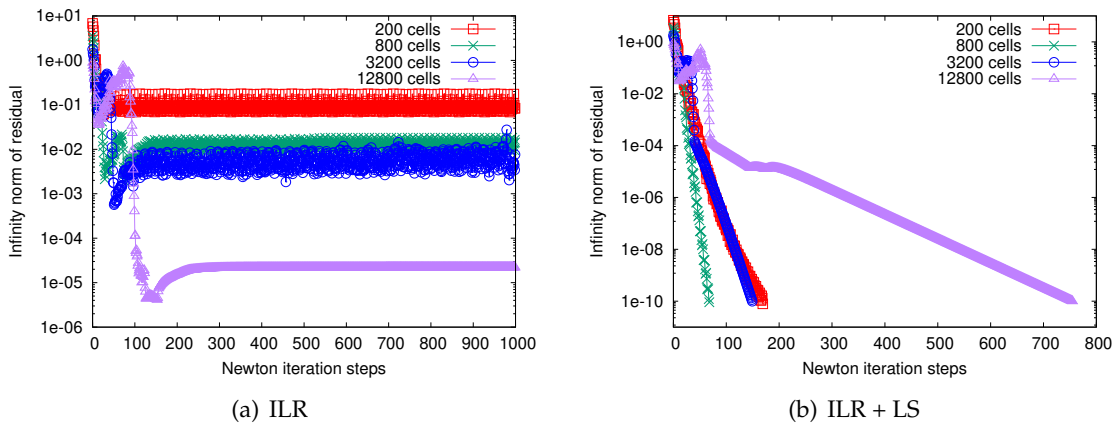 1e+01
1e+00
1e-01
1e-02
1e-03
1e-04
1e-05
1e-06
Infinity norm of residual
200 cells
800 cells
3200 cells
12800 cells
0 100 200 300 400 500 600 700 800 900 1000
Newton iteration steps
(a) ILR
1e+00
1e-02
1e-04
1e-06
1e-08
1e-10
Infinity norm of residual
200 cells
800 cells
3200 cells
12800 cells
0 100 200 300 400 500 600 700 800
Newton iteration steps
(b) ILR + LS